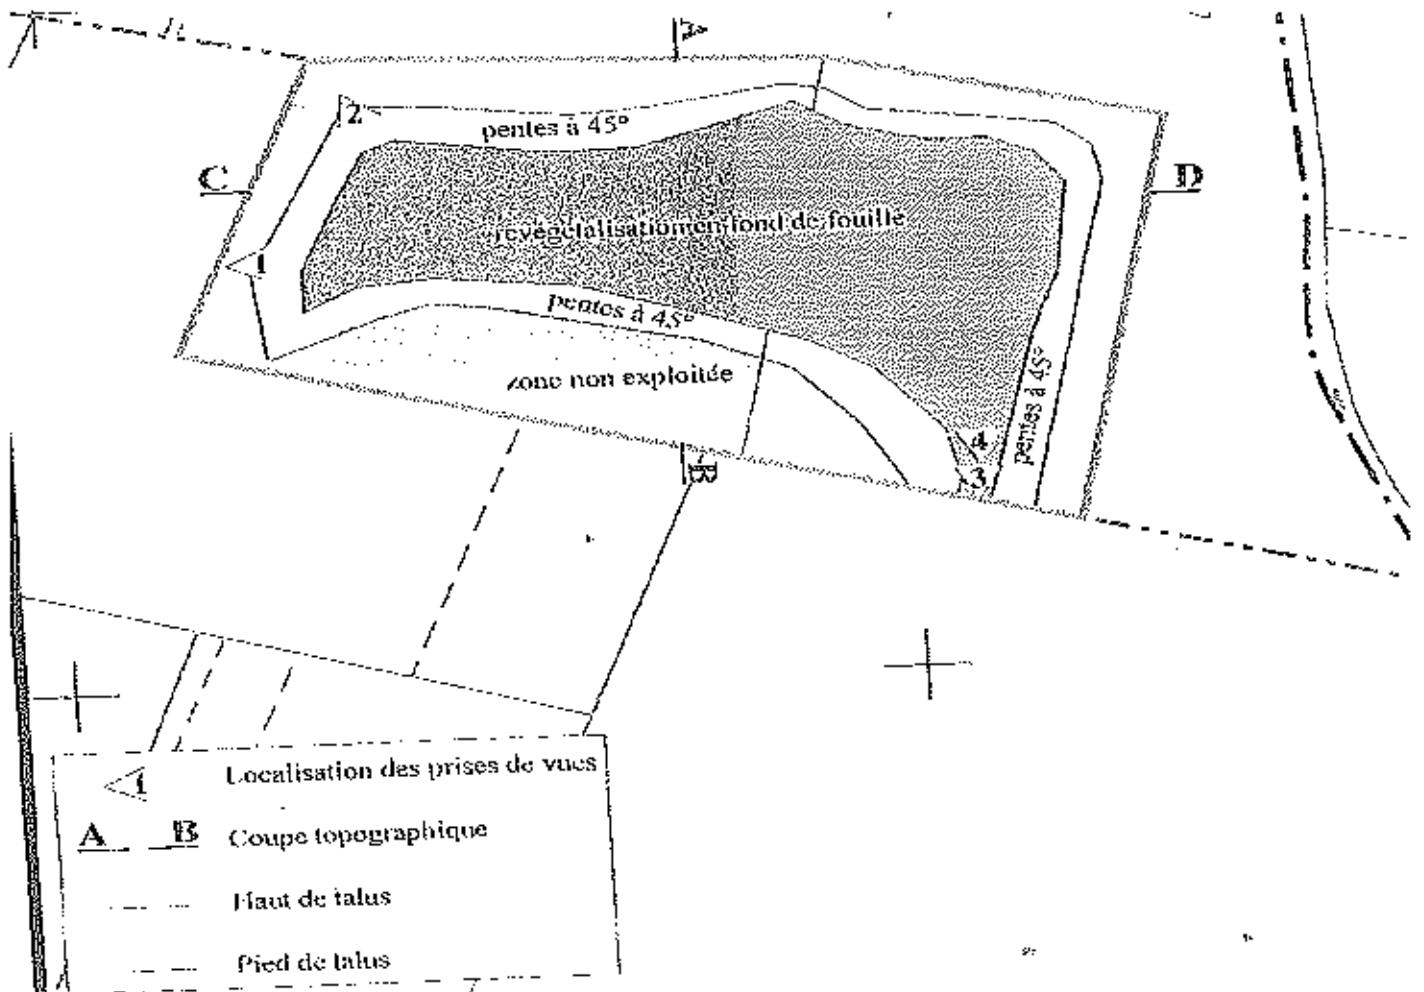 A
2
pentes à 45°
C
D
revégétalisation en fond de fouille
1
pentes à 45°
zone non exploitée
pentes à 45°
4
3
B
1
Localisation des prises de vues
A B
Coupe topographique
Haut de talus
Pied de talus